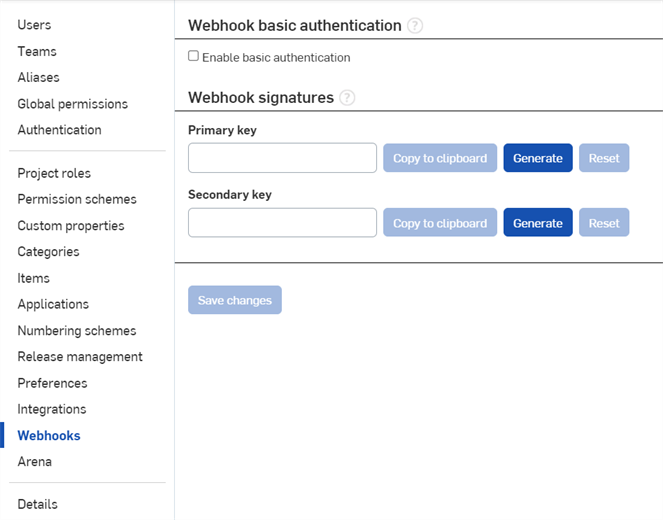 Users
Teams
Aliases
Global permissions
Authentication
Project roles
Permission schemes
Custom properties
Categories
Items
Applications
Numbering schemes
Release management
Preferences
Integrations
Webhooks
Arena
Details
Webhook basic authentication ?
Enable basic authentication
Webhook signatures ?
Primary key
Copy to clipboard Generate Reset
Secondary key
Copy to clipboard Generate Reset
Save changes